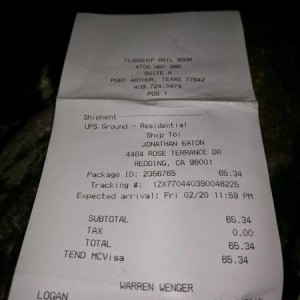 FLAGSHIP MAIL ROOM
4700 HWY 365
SUITE A
PORT ARTHUR, TEXAS 77642
409.724.9474
POS 1
Shipment
UPS Ground - Residential
Ship To:
JONATHAN EATON
4464 ROSE TERRANCE DR
REDDING, CA 96001
Package ID: 2356765 65.34
Tracking #: 12X770440390048225
Expected arrival: Fri 02/20 11:59 PM
SUBTOTAL 65.34
TAX 0.00
TOTAL 65.34
TEND MCVisa 65.34
WARREN WENGER
LOGAN